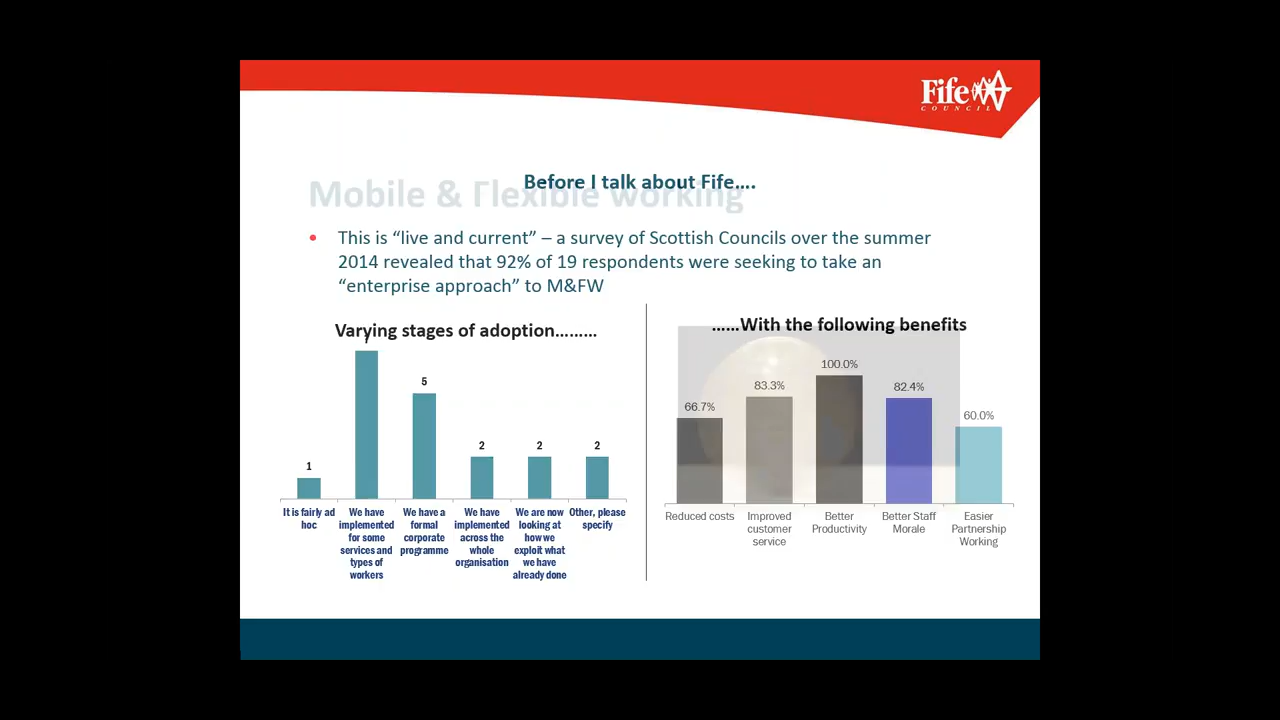 Fife
COUNCIL
Before I talk about Fife….
Mobile & Flexible working
• This is “live and current” – a survey of Scottish Councils over the summer
2014 revealed that 92% of 19 respondents were seeking to take an
“enterprise approach” to M&FW
Varying stages of adoption………
1
5
2
2
2
It is fairly ad
hoc
We have
implemented
for some
services and
types of
workers
We have a
formal
corporate
programme
We have
implemented
across the
whole
organisation
We are now
looking at
how we
exploit what
we have
already done
Other, please
specify
……With the following benefits
66.7%
83.3%
100.0%
82.4%
60.0%
Reduced costs
Improved
customer
service
Better
Productivity
Better Staff
Morale
Easier
Partnership
Working